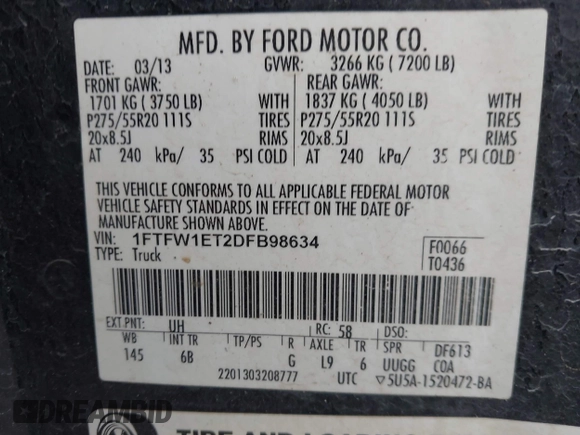 MFD. BY FORD MOTOR CO.
DATE: 03/13 GVWR: 3266 KG ( 7200 LB)
FRONT GAWR: REAR GAWR:
1701 KG ( 3750 LB) WITH 1837 KG ( 4050 LB) WITH
P275/55R20 111S TIRES P275/55R20 111S TIRES
20x8.5J RIMS 20x8.5J RIMS
AT 240 kPa/ 35 PSI COLD AT 240 kPa/ 35 PSI COLD
THIS VEHICLE CONFORMS TO ALL APPLICABLE FEDERAL MOTOR
VEHICLE SAFETY STANDARDS IN EFFECT ON THE DATE OF
MANUFACTURE SHOWN ABOVE.
VIN: 1FTFW1ET2DFB98634 F0066
TYPE: Truck T0436
EXT PNT: UH RC: 58 DSO:
WB INT TR TP/PS R AXLE TR SPR DF613
145 6B G L9 6 UUGG COA
2201303208777 UTC ▽5U5A-1520472-BA
DREAMBID
TIRE AND